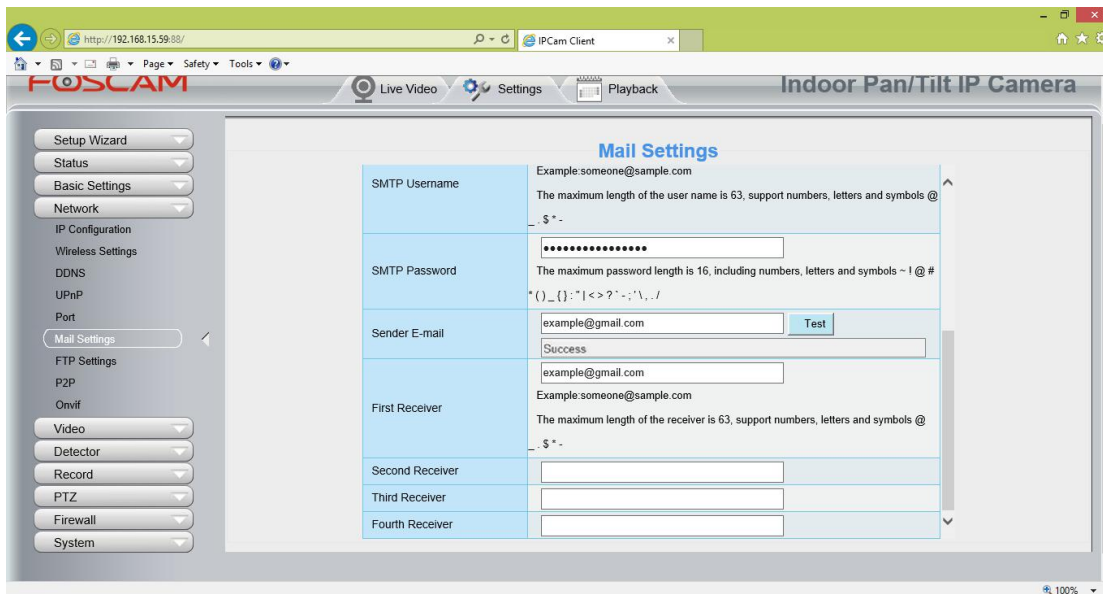 http://192.168.15.59:88/
IPCam Client
Page Safety Tools
FOSCAM
Live Video
Settings
Playback
Indoor Pan/Tilt IP Camera
Setup Wizard
Status
Basic Settings
Network
IP Configuration
Wireless Settings
DDNS
UPnP
Port
Mail Settings
FTP Settings
P2P
Onvif
Video
Detector
Record
PTZ
Firewall
System
Mail Settings
SMTP Username
Example:someone@sample.com
The maximum length of the user name is 63, support numbers, letters and symbols @
_ . $ * -
SMTP Password
••••••••••••••••
The maximum password length is 16, including numbers, letters and symbols ~ ! @ #
* ( ) _ { } : " | < > ? ` - ; ' \ , . /
Sender E-mail
example@gmail.com
Test
Success
First Receiver
example@gmail.com
Example:someone@sample.com
The maximum length of the receiver is 63, support numbers, letters and symbols @
_ . $ * -
Second Receiver
Third Receiver
Fourth Receiver
100%